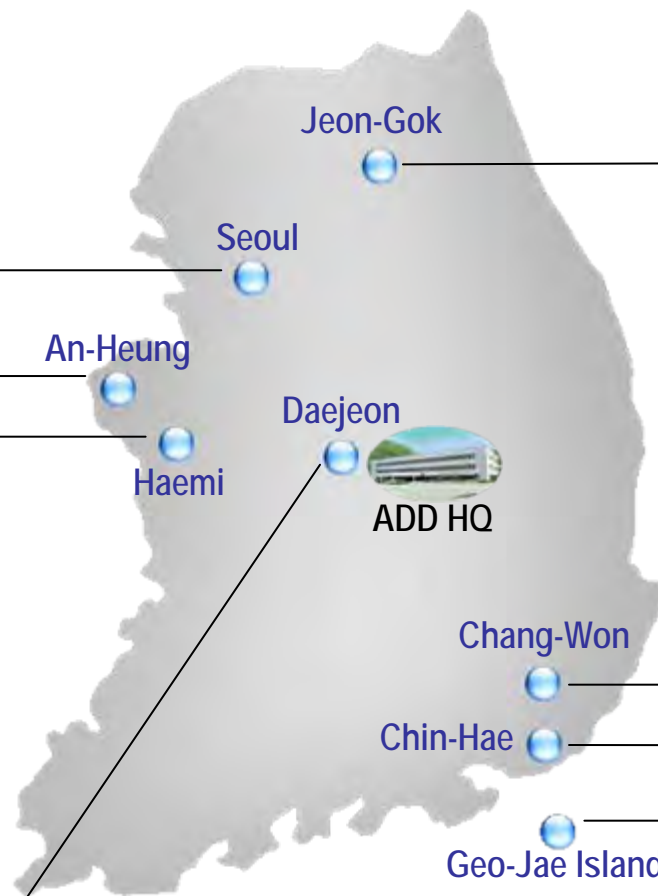 Jeon-Gok
Seoul
An-Heung
Daejeon
Haemi
ADD HQ
Chang-Won
Chin-Hae
Geo-Jae Island